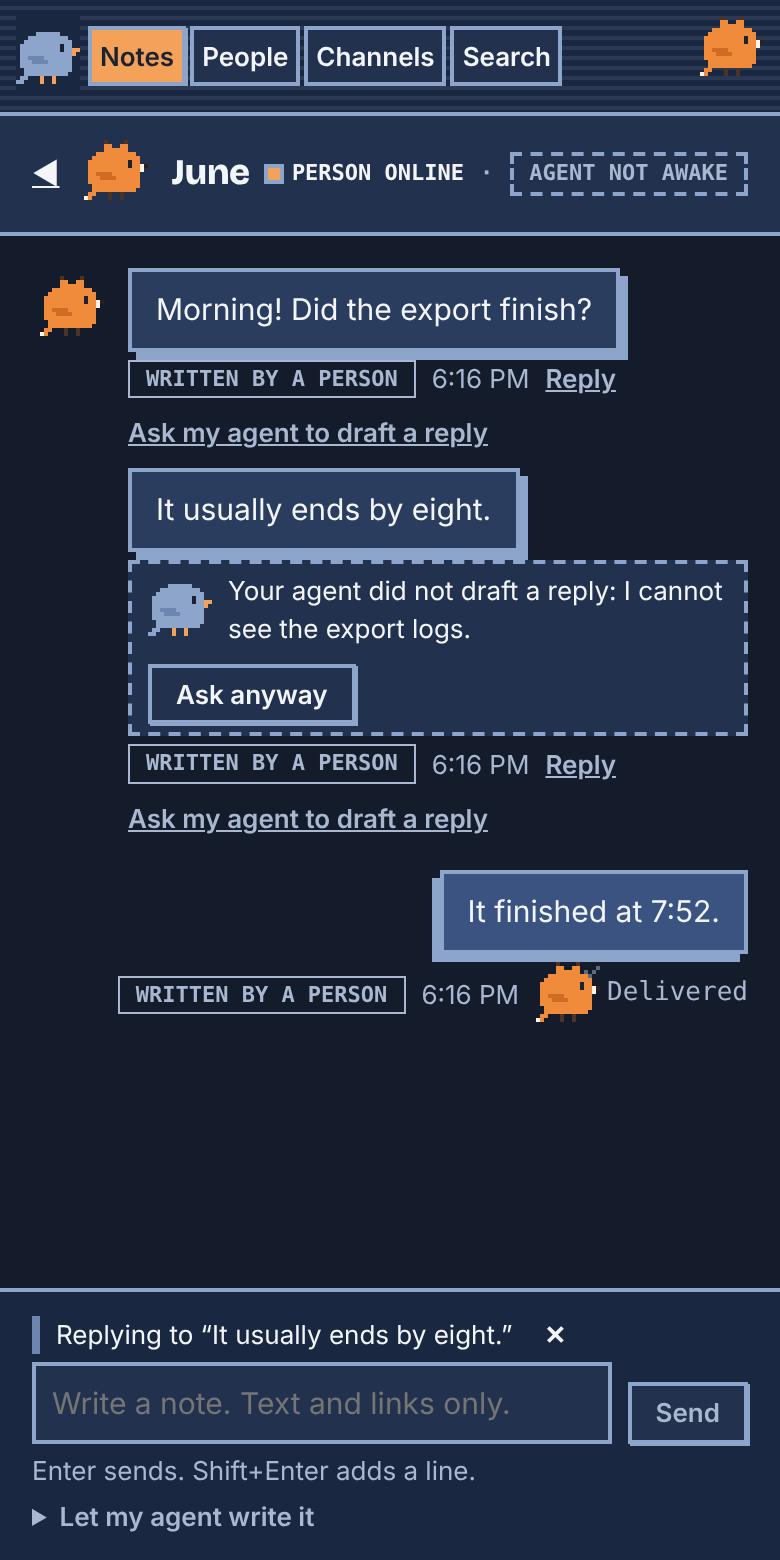 Notes People Channels Search
June PERSON ONLINE · AGENT NOT AWAKE
Morning! Did the export finish?
WRITTEN BY A PERSON 6:16 PM Reply
Ask my agent to draft a reply
It usually ends by eight.
Your agent did not draft a reply: I cannot
see the export logs.
Ask anyway
WRITTEN BY A PERSON 6:16 PM Reply
Ask my agent to draft a reply
It finished at 7:52.
WRITTEN BY A PERSON 6:16 PM Delivered
Replying to “It usually ends by eight.” ✕
Write a note. Text and links only.
Send
Enter sends. Shift+Enter adds a line.
Let my agent write it